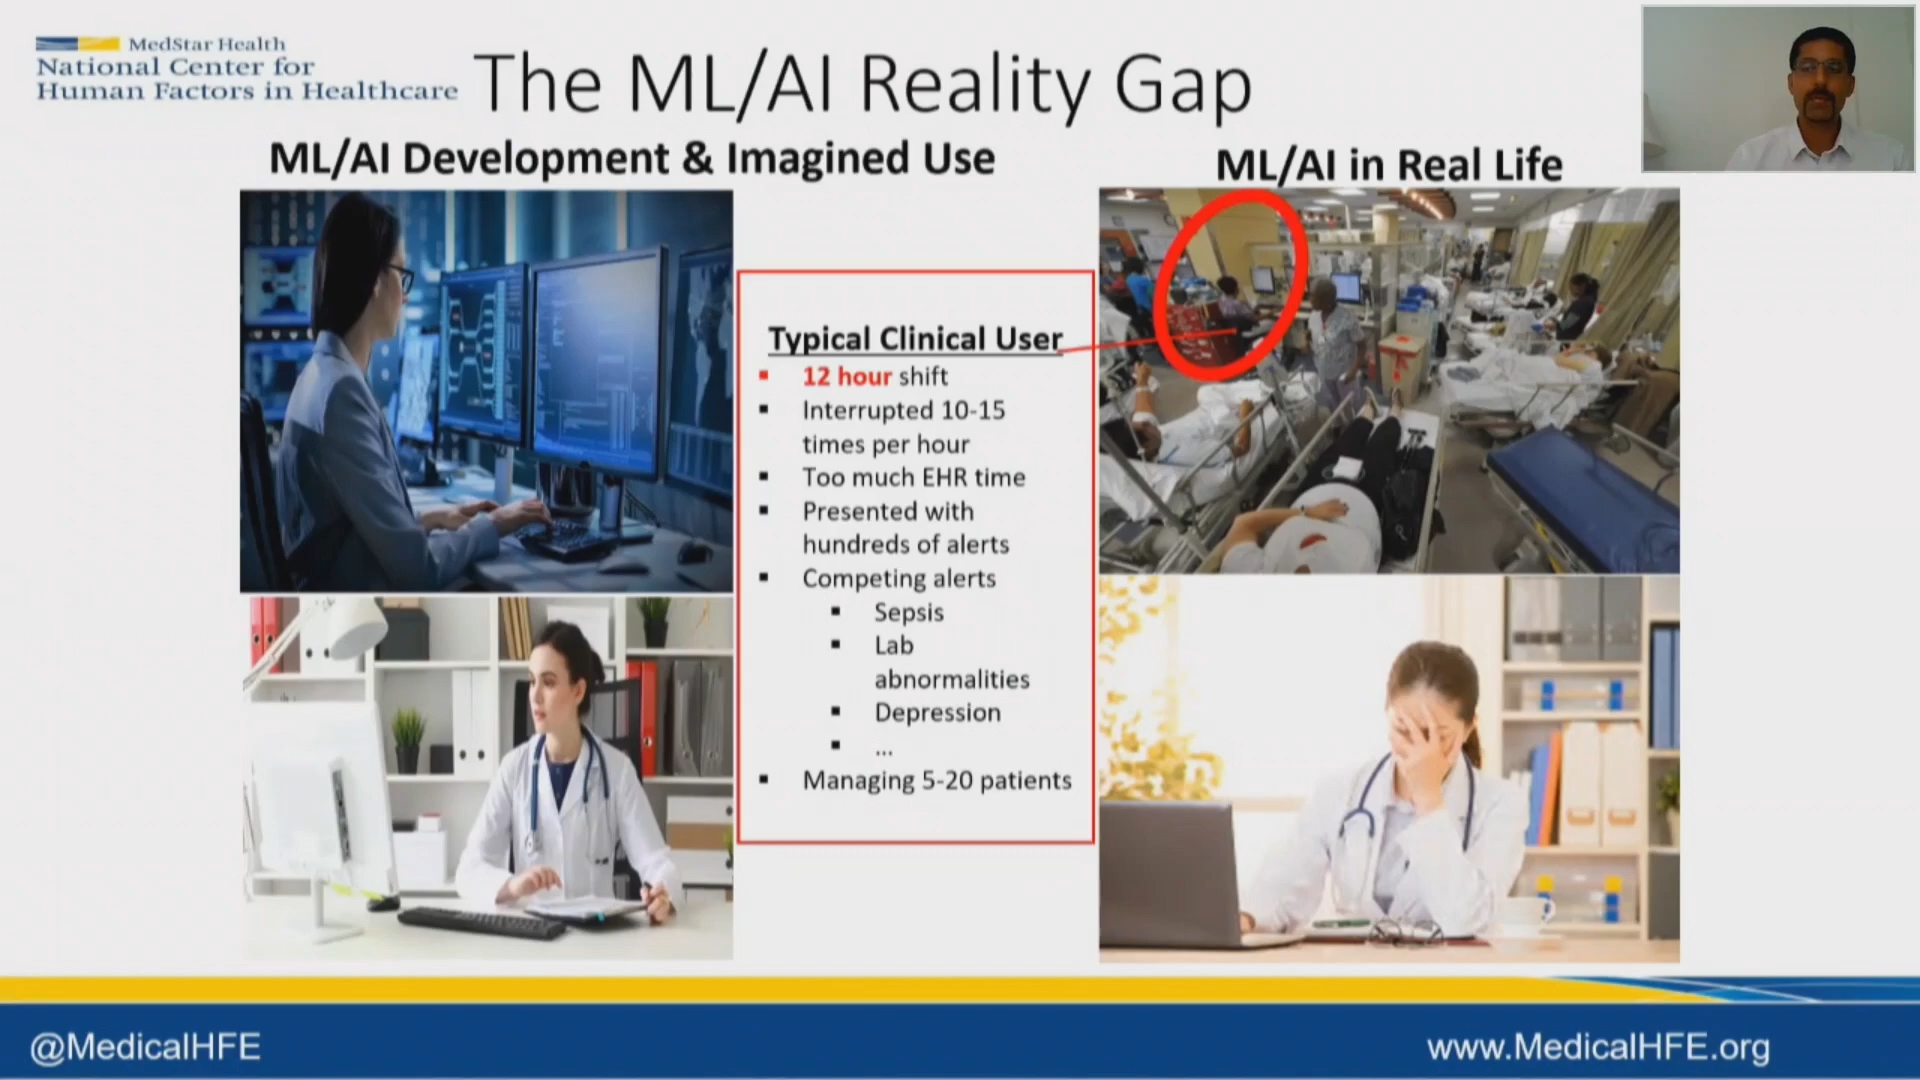 MedStar Health
National Center for
Human Factors in Healthcare
The ML/AI Reality Gap
ML/AI Development & Imagined Use
ML/AI in Real Life
Typical Clinical User
12 hour shift
Interrupted 10-15
times per hour
Too much EHR time
Presented with
hundreds of alerts
Competing alerts
Sepsis
Lab
abnormalities
Depression
...
Managing 5-20 patients
@MedicalHFE
www.MedicalHFE.org